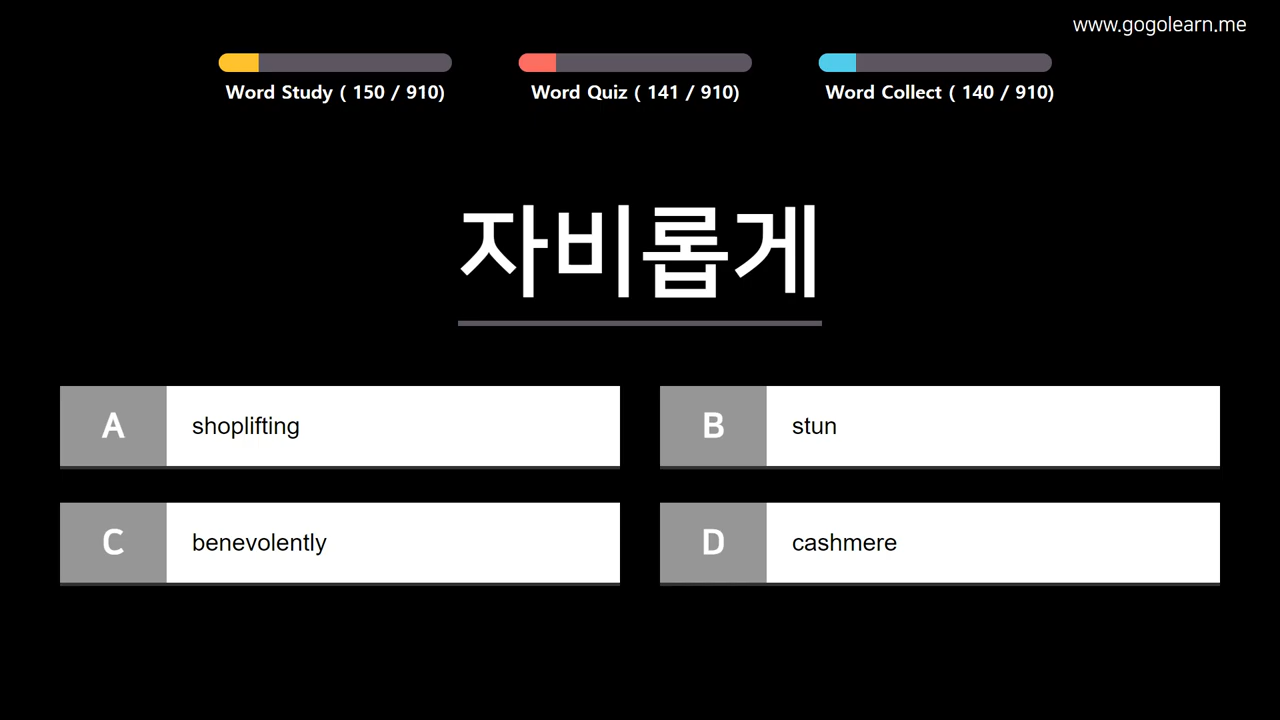 www.gogolearn.me
Word Study ( 150 / 910)
Word Quiz ( 141 / 910)
Word Collect ( 140 / 910)
자비롭게
A shoplifting
B stun
C benevolently
D cashmere